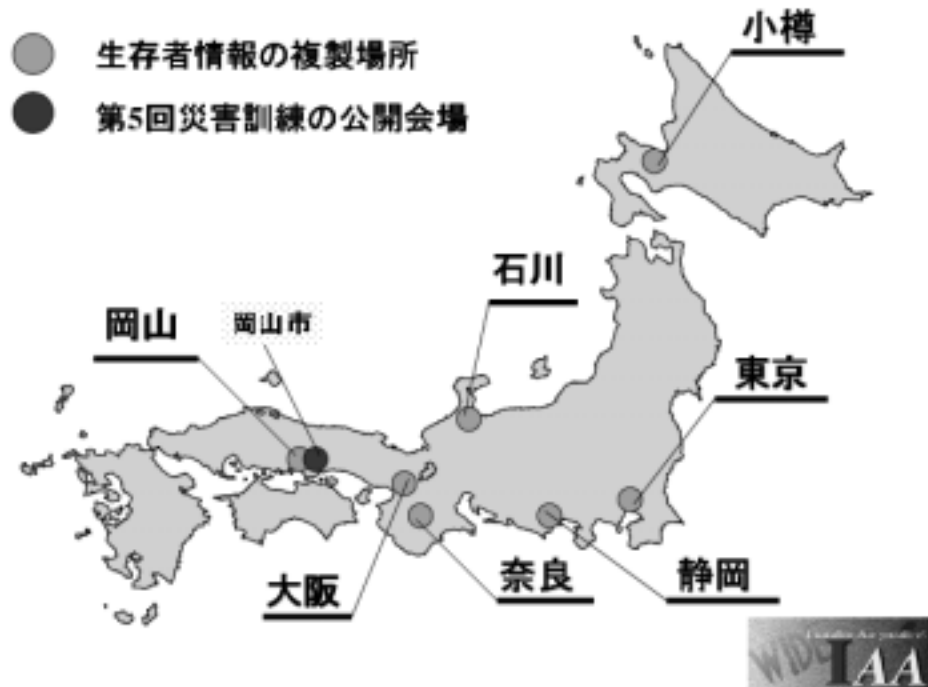 生存者情報の複製場所
第5回災害訓練の公開会場
小樽
石川
岡山
岡山市
東京
大阪
奈良
静岡
WIDE
IAA